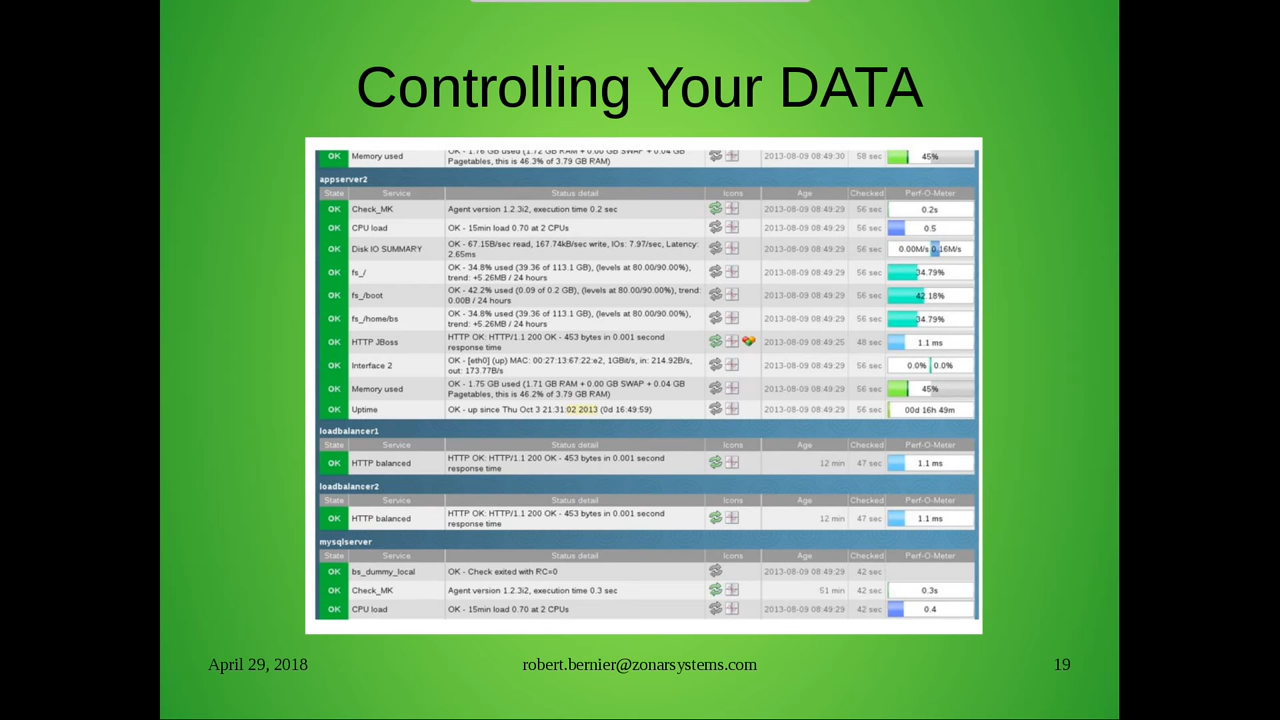 Controlling Your DATA
OK Memory used OK - 1.76 GB used (1.72 GB RAM + 0.00 GB SWAP + 0.04 GB 2013-08-09 08:49:30 58 sec 45%
Pagetables, this is 46.3% of 3.79 GB RAM)
appserver2
State Service Status detail Icons Age Checked Perf-O-Meter
OK Check_MK Agent version 1.2.3i2, execution time 0.2 sec 2013-08-09 08:49:29 56 sec 0.2s
OK CPU load OK - 15min load 0.70 at 2 CPUs 2013-08-09 08:49:29 56 sec 0.5
OK Disk IO SUMMARY OK - 67.15B/sec read, 167.74kB/sec write, IOs: 7.97/sec, Latency: 2013-08-09 08:49:29 56 sec 0.00M/s 0.16M/s
2.65ms
OK fs_/ OK - 34.8% used (39.36 of 113.1 GB), (levels at 80.00/90.00%), 2013-08-09 08:49:29 56 sec 34.79%
trend: +5.26MB / 24 hours
OK fs_/boot OK - 42.2% used (0.09 of 0.2 GB), (levels at 80.00/90.00%), trend: 2013-08-09 08:49:29 56 sec 42.18%
0.00B / 24 hours
OK fs_/home/bs OK - 34.8% used (39.36 of 113.1 GB), (levels at 80.00/90.00%), 2013-08-09 08:49:29 56 sec 34.79%
trend: +5.26MB / 24 hours
OK HTTP JBoss HTTP OK: HTTP/1.1 200 OK - 453 bytes in 0.001 second 2013-08-09 08:49:25 48 sec 1.1 ms
response time
OK Interface 2 OK - [eth0] (up) MAC: 00:27:13:67:22:e2, 1GBit/s, in: 214.92B/s, 2013-08-09 08:49:29 56 sec 0.0% 0.0%
out: 173.77B/s
OK Memory used OK - 1.75 GB used (1.71 GB RAM + 0.00 GB SWAP + 0.04 GB 2013-08-09 08:49:29 56 sec 45%
Pagetables, this is 46.2% of 3.79 GB RAM)
OK Uptime OK - up since Thu Oct 3 21:31:02 2013 (0d 16:49:59) 2013-08-09 08:49:29 56 sec 00d 16h 49m
loadbalancer1
State Service Status detail Icons Age Checked Perf-O-Meter
OK HTTP balanced HTTP OK: HTTP/1.1 200 OK - 453 bytes in 0.001 second 12 min 47 sec 1.1 ms
response time
loadbalancer2
State Service Status detail Icons Age Checked Perf-O-Meter
OK HTTP balanced HTTP OK: HTTP/1.1 200 OK - 453 bytes in 0.001 second 12 min 47 sec 1.1 ms
response time
mysqlserver
State Service Status detail Icons Age Checked Perf-O-Meter
OK bs_dummy_local OK - Check exited with RC=0 2013-08-09 08:49:29 42 sec
OK Check_MK Agent version 1.2.3i2, execution time 0.3 sec 51 min 42 sec 0.3s
OK CPU load OK - 15min load 0.70 at 2 CPUs 2013-08-09 08:49:29 42 sec 0.4
April 29, 2018 robert.bernier@zonarsystems.com 19